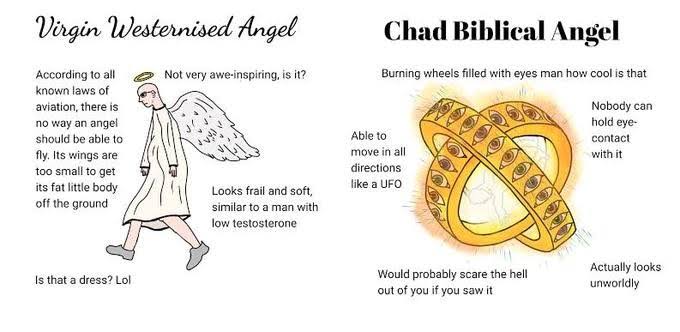 Virgin Westernised Angel
According to all
known laws of
aviation, there is
no way an angel
should be able to
fly. Its wings are
too small to get
its fat little body
off the ground
Not very awe-inspiring, is it?
Looks frail and soft,
similar to a man with
low testosterone
Is that a dress? Lol
Chad Biblical Angel
Burning wheels filled with eyes man how cool is that
Able to
move in all
directions
like a UFO
Nobody can
hold eye-
contact
with it
Would probably scare the hell
out of you if you saw it
Actually looks
unworldly